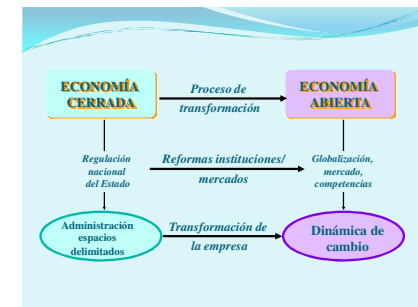 ECONOMÍA
CERRADA
Proceso de
transformación
ECONOMÍA
ABIERTA
Regulación
nacional
del Estado
Reformas instituciones/
mercados
Globalización,
mercado,
competencias
Administración
espacios
delimitados
Transformación de
la empresa
Dinámica de
cambio